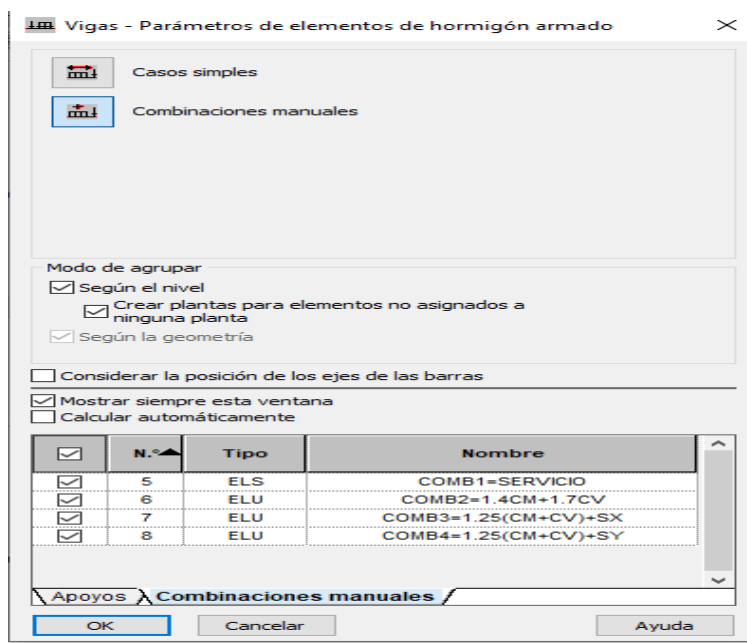 Vigas - Parámetros de elementos de hormigón armado
Casos simples
Combinaciones manuales
Modo de agrupar
Según el nivel
Crear plantas para elementos no asignados a
ninguna planta
Según la geometría
Considerar la posición de los ejes de las barras
Mostrar siempre esta ventana
Calcular automáticamente
N.º Tipo Nombre
5 ELS COMB1=SERVICIO
6 ELU COMB2=1.4CM+1.7CV
7 ELU COMB3=1.25(CM+CV)+SX
8 ELU COMB4=1.25(CM+CV)+SY
Apoyos Combinaciones manuales
OK Cancelar Ayuda